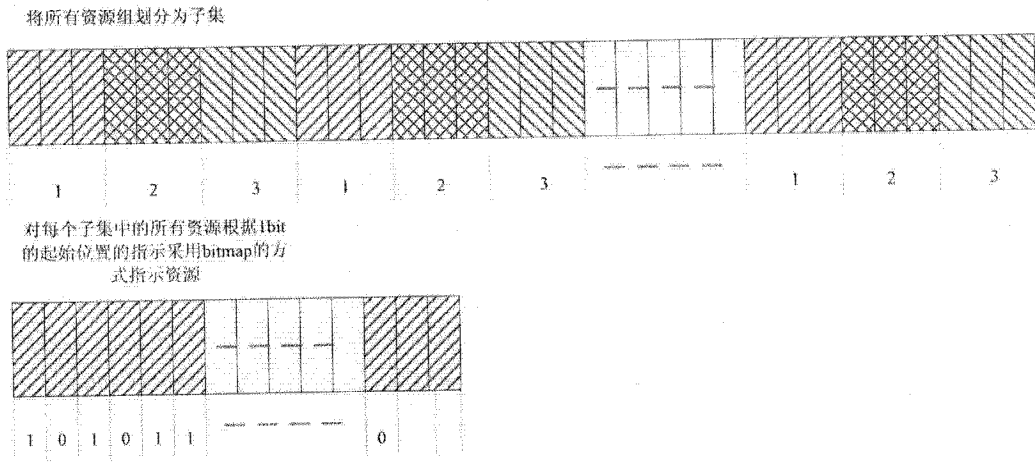 将所有资源组划分为子集
1 2 3 1 2 3 1 2 3
对每个子集中的所有资源根据1bit
的起始位置的指示采用bitmap的方
式指示资源
1 0 1 0 1 1 0